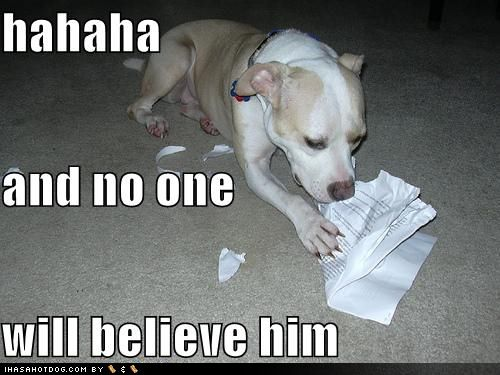 hahaha
and no one
will believe him
IHASAHOTDOG.COM BY &